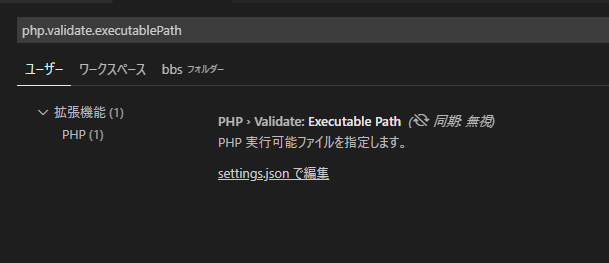 php.validate.executablePath
ユーザー ワークスペース bbs フォルダー
拡張機能 (1)
PHP (1)
PHP › Validate: Executable Path (同期: 無視)
PHP 実行可能ファイルを指定します。
settings.json で編集